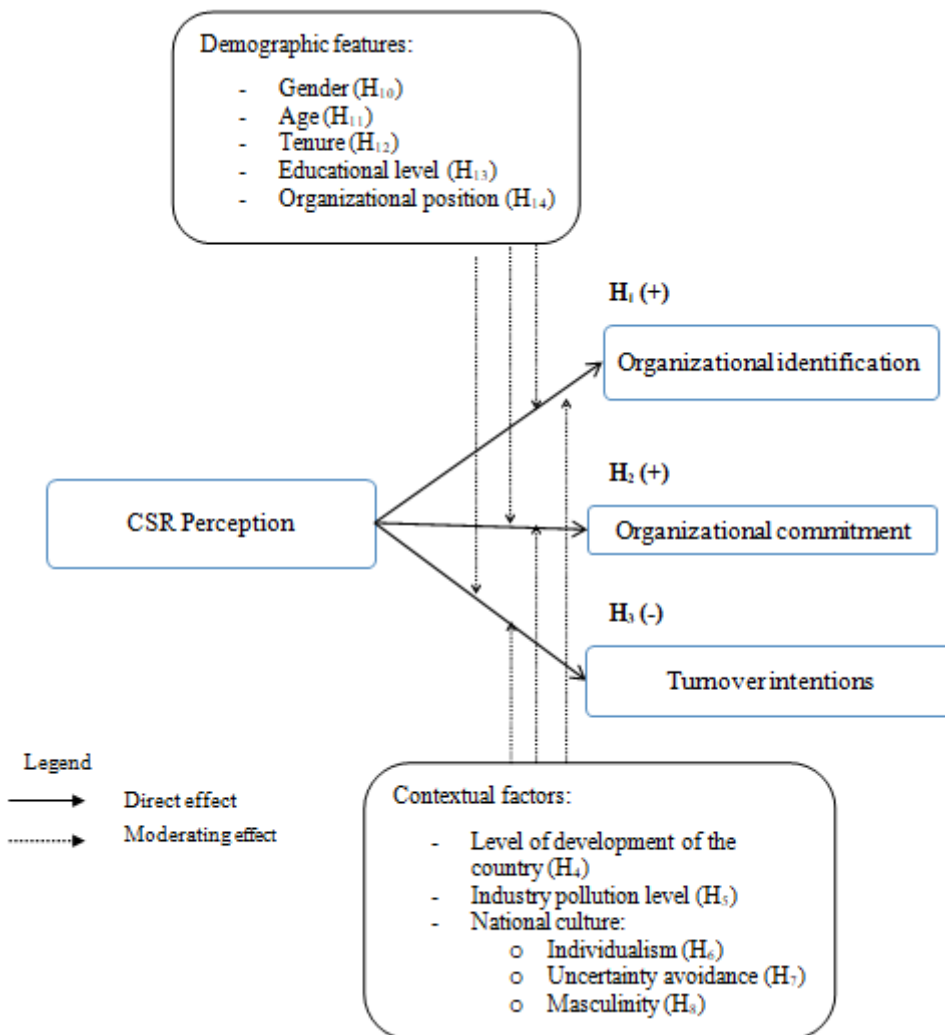 Demographic features:
- Gender (H₁₀)
- Age (H₁₁)
- Tenure (H₁₂)
- Educational level (H₁₃)
- Organizational position (H₁₄)
H₁ (+)
Organizational identification
H₂ (+)
CSR Perception
Organizational commitment
H₃ (-)
Turnover intentions
Legend
Direct effect
Moderating effect
Contextual factors:
- Level of development of the
country (H₄)
- Industry pollution level (H₅)
- National culture:
o Individualism (H₆)
o Uncertainty avoidance (H₇)
o Masculinity (H₈)